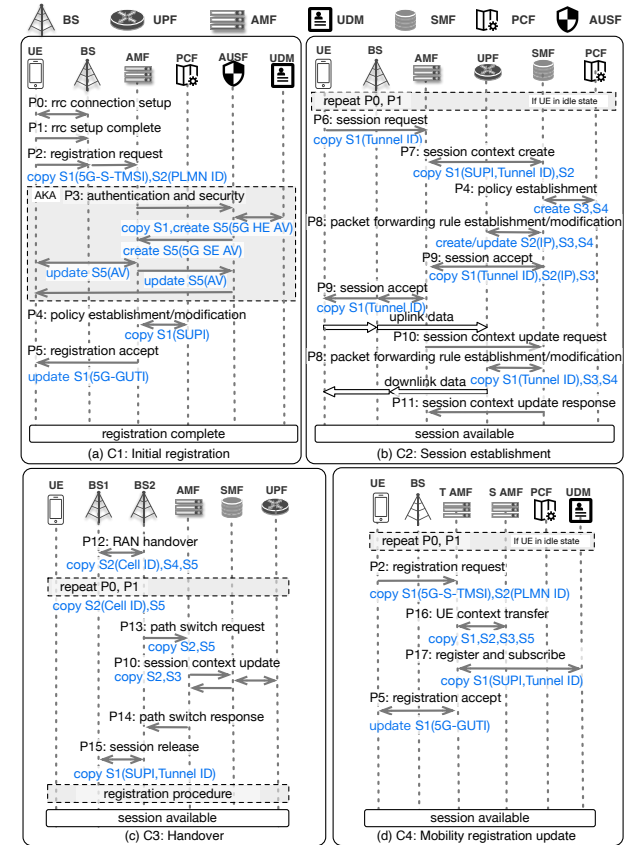 BS UPF AMF UDM SMF PCF AUSF
UE BS AMF PCF AUSF UDM
P0: rrc connection setup
P1: rrc setup complete
P2: registration request
copy S1(5G-S-TMSI),S2(PLMN ID)
AKA P3: authentication and security
copy S1,create S5(5G HE AV)
create S5(5G SE AV)
update S5(AV)
update S5(AV)
P4: policy establishment/modification
copy S1(SUPI)
P5: registration accept
update S1(5G-GUTI)
registration complete
(a) C1: Initial registration
UE BS AMF UPF SMF PCF
repeat P0, P1 If UE in idle state
P6: session request
copy S1(Tunnel ID)
P7: session context create
copy S1(SUPI,Tunnel ID),S2
P4: policy establishment
create S3,S4
P8: packet forwarding rule establishment/modification
create/update S2(IP),S3,S4
P9: session accept
copy S1(Tunnel ID),S2(IP),S3
P9: session accept
copy S1(Tunnel ID)
uplink data
P10: session context update request
P8: packet forwarding rule establishment/modification
downlink data copy S1(Tunnel ID),S3,S4
P11: session context update response
session available
(b) C2: Session establishment
UE BS1 BS2 AMF SMF UPF
P12: RAN handover
copy S2(Cell ID),S4,S5
repeat P0, P1
copy S2(Cell ID),S5
P13: path switch request
copy S2,S5
P10: session context update
copy S2,S3
P14: path switch response
P15: session release
copy S1(SUPI,Tunnel ID)
registration procedure
session available
(c) C3: Handover
UE BS T AMF S AMF PCF UDM
repeat P0, P1 If UE in idle state
P2: registration request
copy S1(5G-S-TMSI),S2(PLMN ID)
P16: UE context transfer
copy S1,S2,S3,S5
P17: register and subscribe
copy S1(SUPI,Tunnel ID)
P5: registration accept
update S1(5G-GUTI)
session available
(d) C4: Mobility registration update